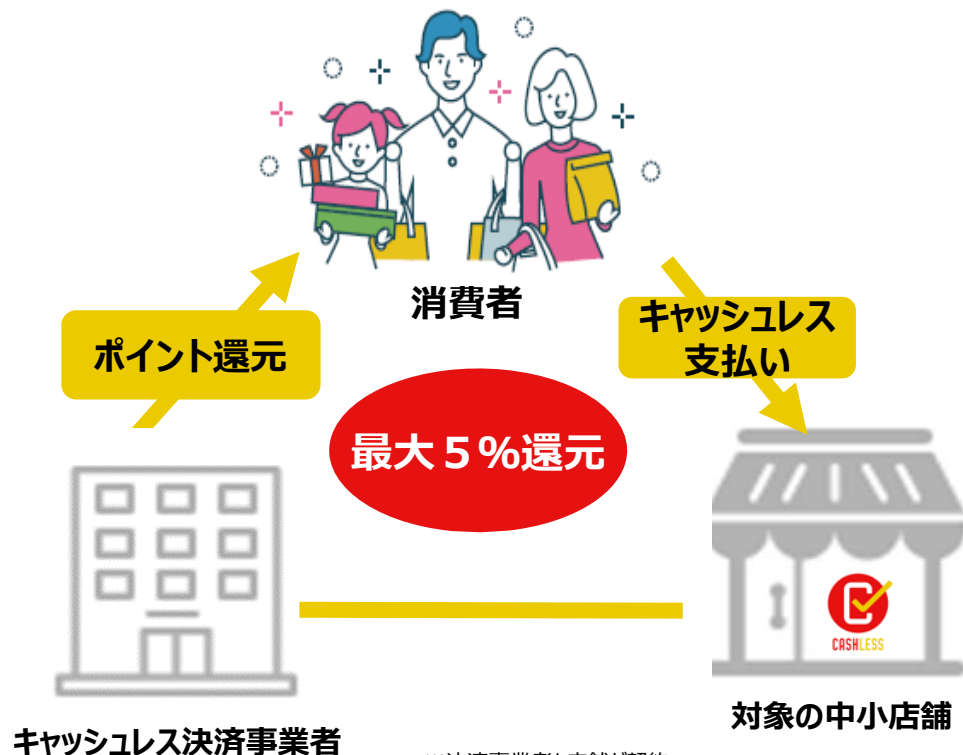 消費者
ポイント還元
キャッシュレス
支払い
最大５％還元
CASHLESS
対象の中小店舗
キャッシュレス決済事業者